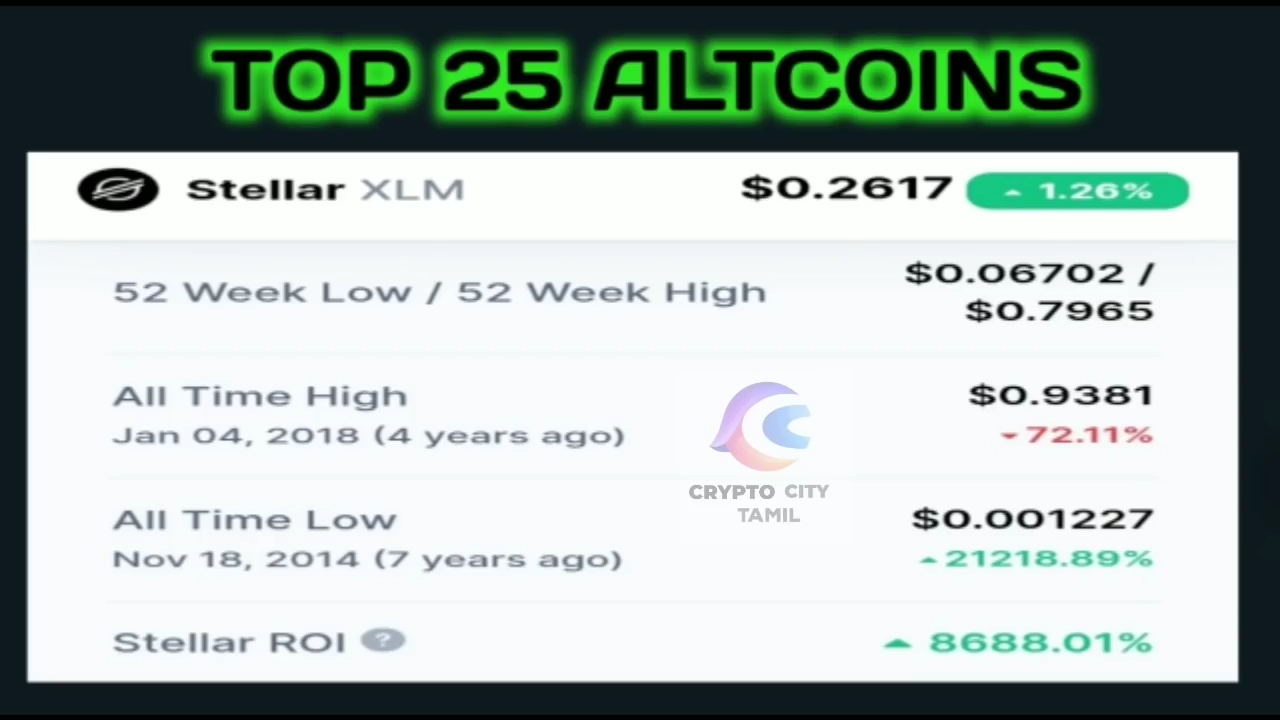 TOP 25 ALTCOINS
Stellar XLM $0.2617 1.26%
52 Week Low / 52 Week High $0.06702 /
$0.7965
All Time High $0.9381
Jan 04, 2018 (4 years ago) 72.11%
CRYPTO CITY
TAMIL
All Time Low $0.001227
Nov 18, 2014 (7 years ago) 21218.89%
Stellar ROI ? 8688.01%